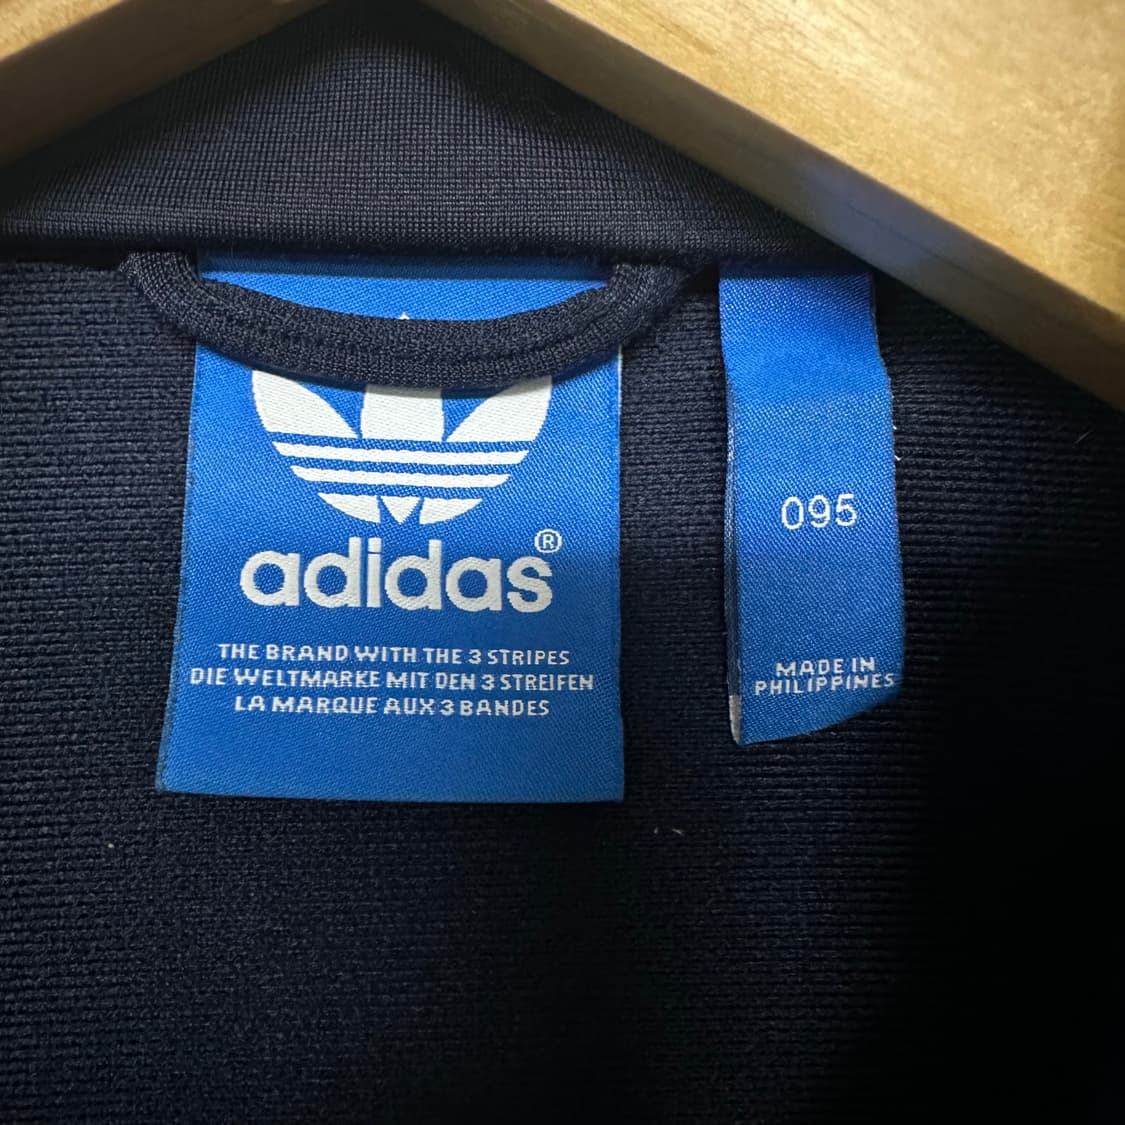 adidas®
THE BRAND WITH THE 3 STRIPES
DIE WELTMARKE MIT DEN 3 STREIFEN
LA MARQUE AUX 3 BANDES
095
MADE IN
PHILIPPINES